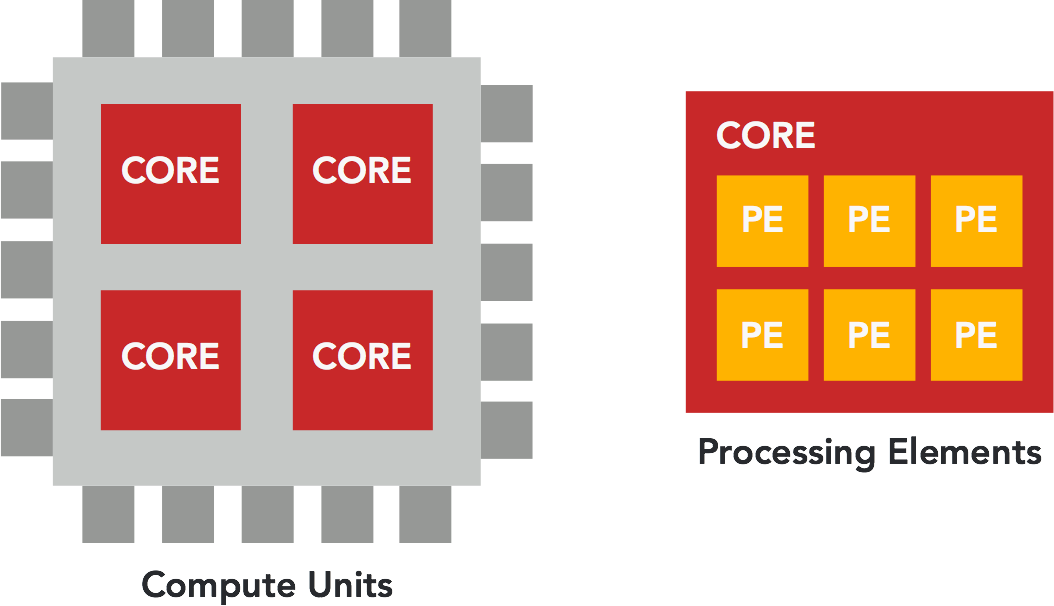 CORE CORE
CORE CORE
Compute Units
CORE
PE PE PE
PE PE PE
Processing Elements